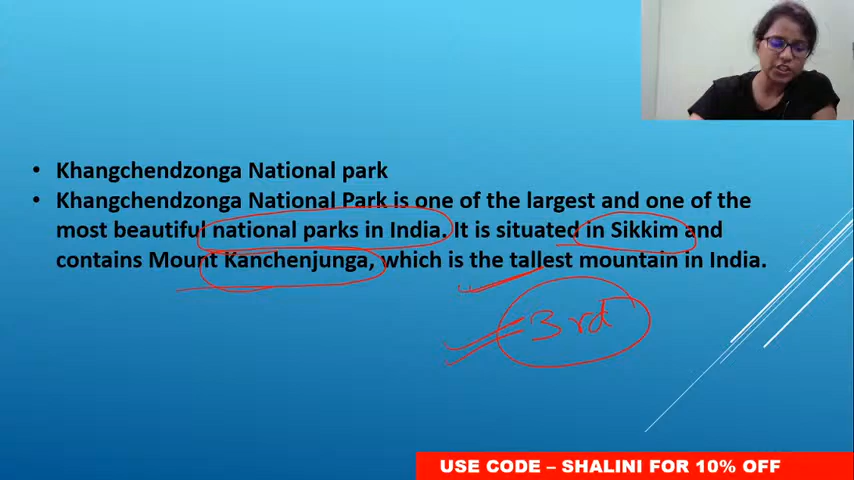 • Khangchendzonga National park
• Khangchendzonga National Park is one of the largest and one of the
most beautiful national parks in India. It is situated in Sikkim and
contains Mount Kanchenjunga, which is the tallest mountain in India.
3rd
USE CODE – SHALINI FOR 10% OFF